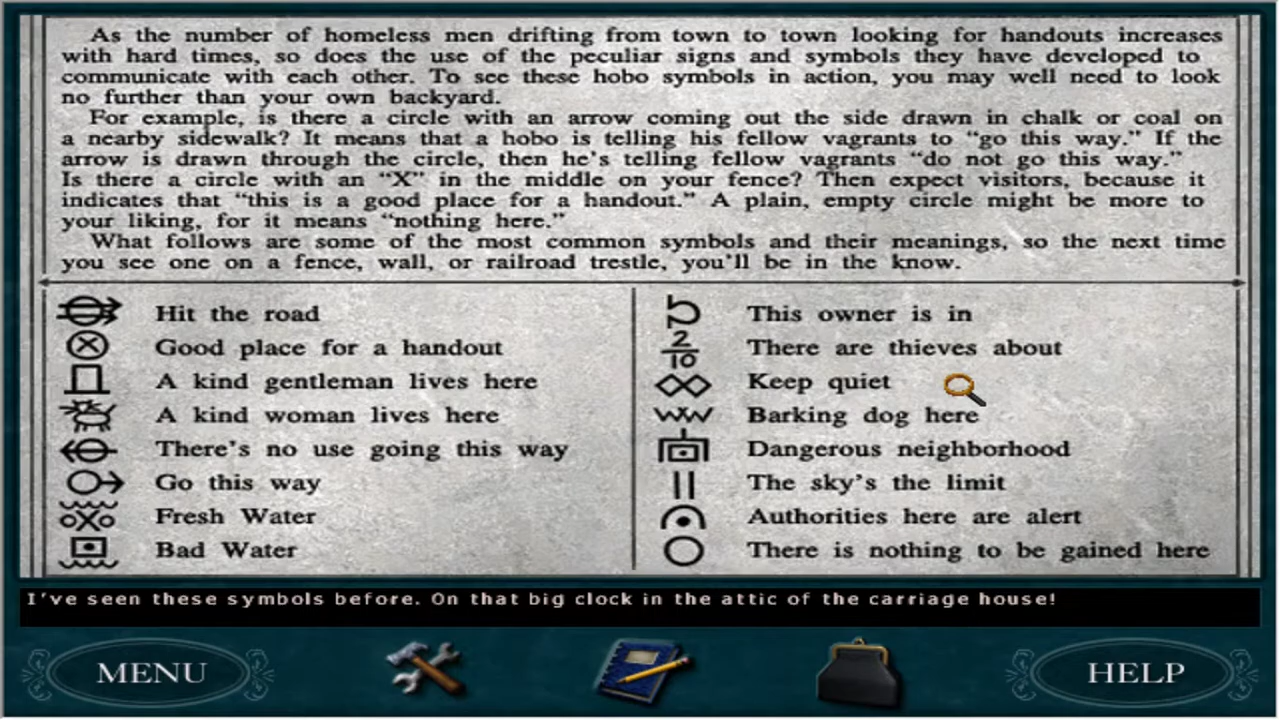 As the number of homeless men drifting from town to town looking for handouts increases
with hard times, so does the use of the peculiar signs and symbols they have developed to
communicate with each other. To see these hobo symbols in action, you may well need to look
no further than your own backyard.
For example, is there a circle with an arrow coming out the side drawn in chalk or coal on
a nearby sidewalk? It means that a hobo is telling his fellow vagrants to “go this way.” If the
arrow is drawn through the circle, then he’s telling fellow vagrants “do not go this way.”
Is there a circle with an “X” in the middle on your fence? Then expect visitors, because it
indicates that “this is a good place for a handout.” A plain, empty circle might be more to
your liking, for it means “nothing here.”
What follows are some of the most common symbols and their meanings, so the next time
you see one on a fence, wall, or railroad trestle, you’ll be in the know.
Hit the road
Good place for a handout
A kind gentleman lives here
A kind woman lives here
There’s no use going this way
Go this way
Fresh Water
Bad Water
This owner is in
2/10 There are thieves about
Keep quiet
Barking dog here
Dangerous neighborhood
The sky’s the limit
Authorities here are alert
There is nothing to be gained here
I've seen these symbols before. On that big clock in the attic of the carriage house!
MENU
HELP